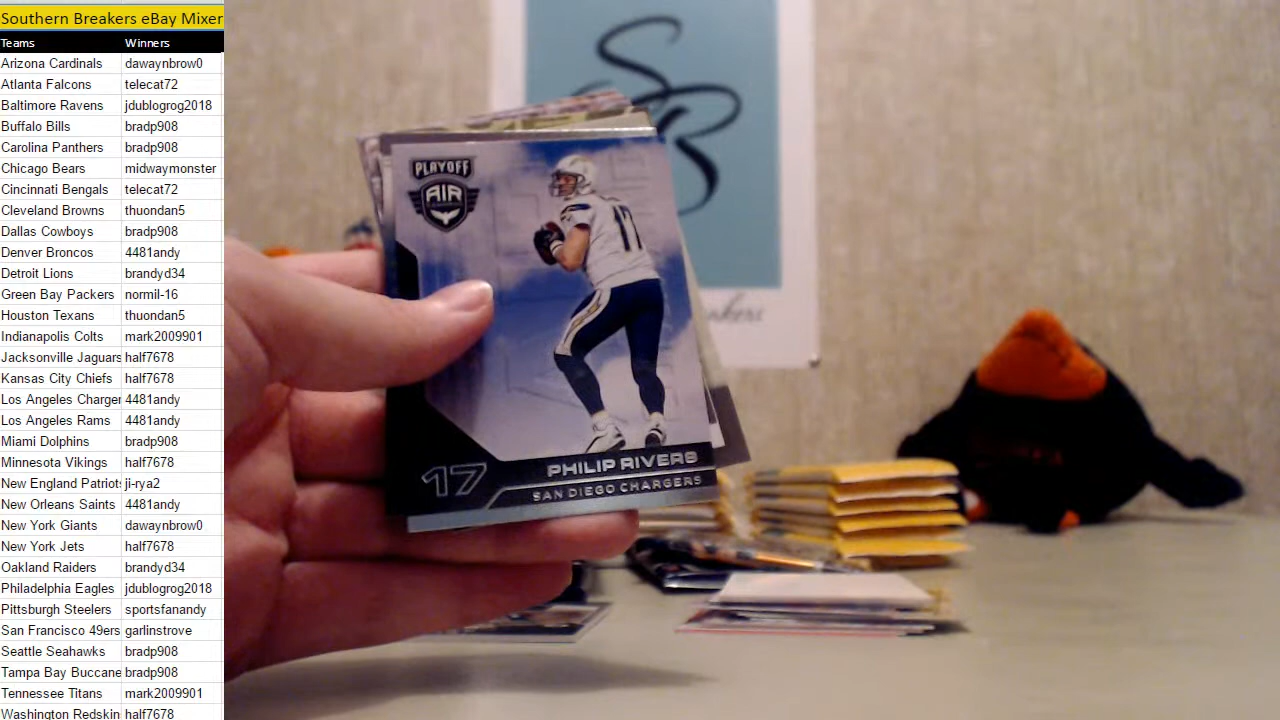 Southern Breakers eBay Mixer
Teams Winners
Arizona Cardinals dawaynbrow0
Atlanta Falcons telecat72
Baltimore Ravens jdublogrog2018
Buffalo Bills bradp908
Carolina Panthers bradp908
Chicago Bears midwaymonster
Cincinnati Bengals telecat72
Cleveland Browns thuondan5
Dallas Cowboys bradp908
Denver Broncos 4481andy
Detroit Lions brandyd34
Green Bay Packers normil-16
Houston Texans thuondan5
Indianapolis Colts mark2009901
Jacksonville Jaguars half7678
Kansas City Chiefs half7678
Los Angeles Charger 4481andy
Los Angeles Rams 4481andy
Miami Dolphins bradp908
Minnesota Vikings half7678
New England Patriots ji-rya2
New Orleans Saints 4481andy
New York Giants dawaynbrow0
New York Jets half7678
Oakland Raiders brandyd34
Philadelphia Eagles jdublogrog2018
Pittsburgh Steelers sportsfanandy
San Francisco 49ers garlinstrove
Seattle Seahawks bradp908
Tampa Bay Buccane bradp908
Tennessee Titans mark2009901
Washington Redskin half7678
SB
PLAYOFF
AIR
17
17
PHILIP RIVERS
SAN DIEGO CHARGERS